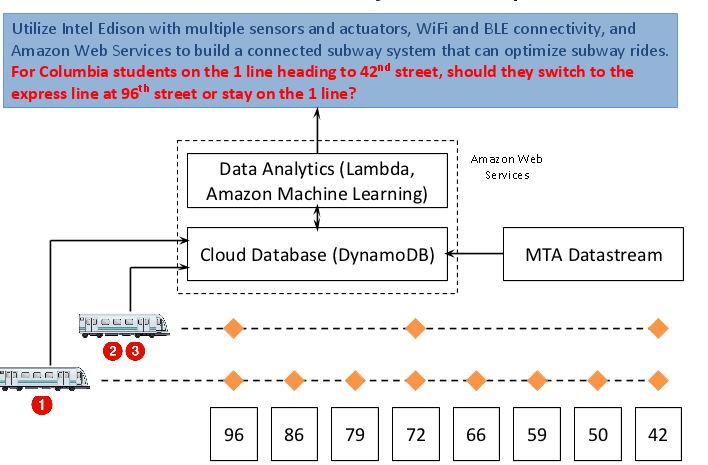 Utilize Intel Edison with multiple sensors and actuators, WiFi and BLE connectivity, and
Amazon Web Services to build a connected subway system that can optimize subway rides.
For Columbia students on the 1 line heading to 42nd street, should they switch to the
express line at 96th street or stay on the 1 line?
Data Analytics (Lambda,
Amazon Machine Learning)
Amazon Web
Services
Cloud Database (DynamoDB)
MTA Datastream
2 3
1
96 86 79 72 66 59 50 42